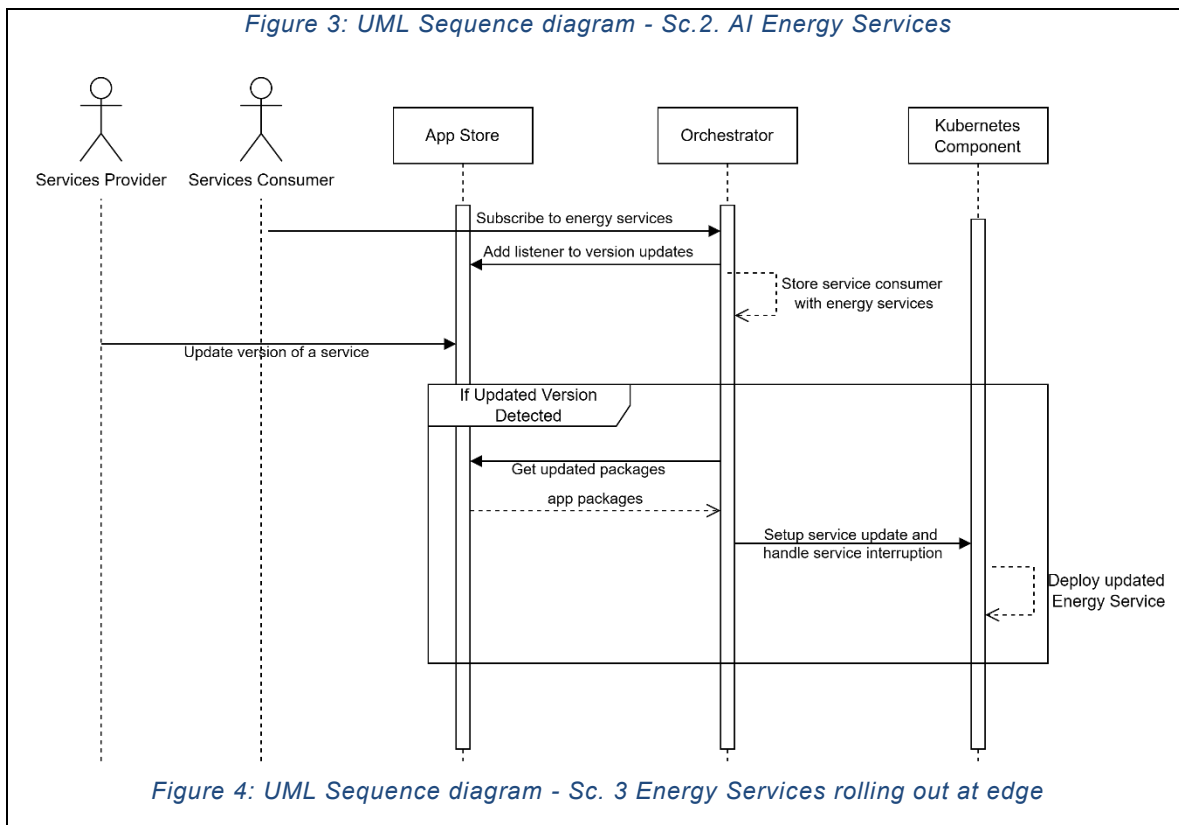 Figure 3: UML Sequence diagram - Sc.2. AI Energy Services
Services Provider
Services Consumer
App Store
Orchestrator
Kubernetes
Component
Subscribe to energy services
Add listener to version updates
Store service consumer
with energy services
Update version of a service
If Updated Version
Detected
Get updated packages
app packages
Setup service update and
handle service interruption
Deploy updated
Energy Service
Figure 4: UML Sequence diagram - Sc. 3 Energy Services rolling out at edge